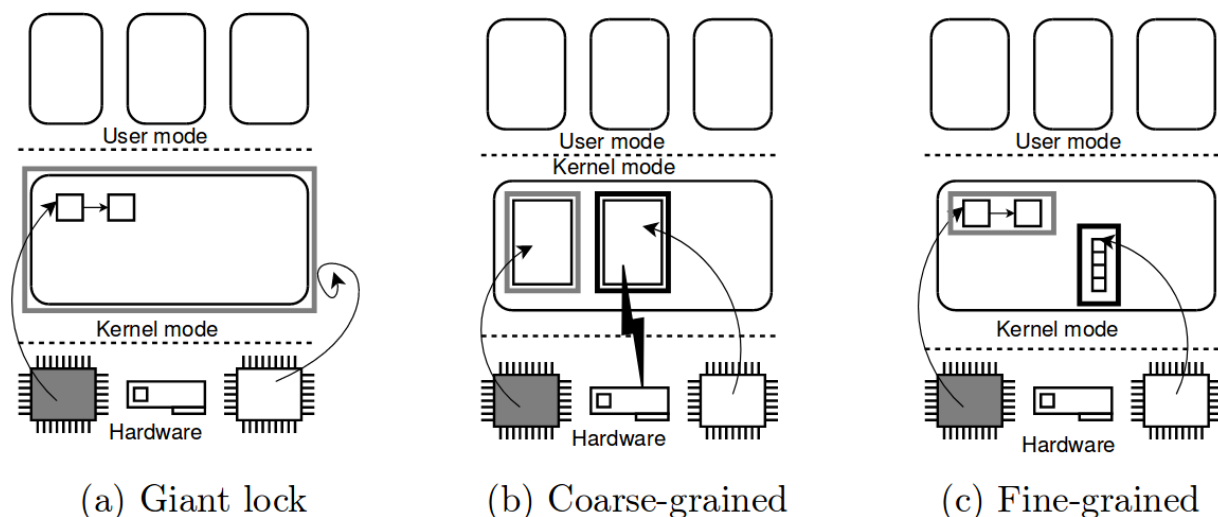 User mode
Kernel mode
Hardware
(a) Giant lock
User mode
Kernel mode
Hardware
(b) Coarse-grained
User mode
Kernel mode
Hardware
(c) Fine-grained